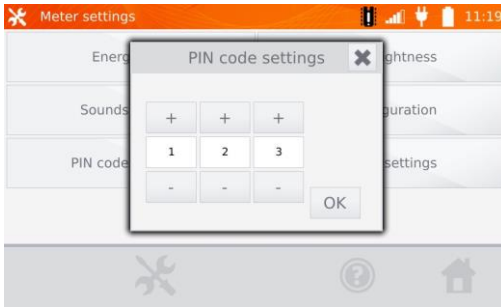 Meter settings 11:19
Energ
PIN code settings
ghtness
Sounds
guration
+ + +
1 2 3
- - -
PIN code
settings
OK